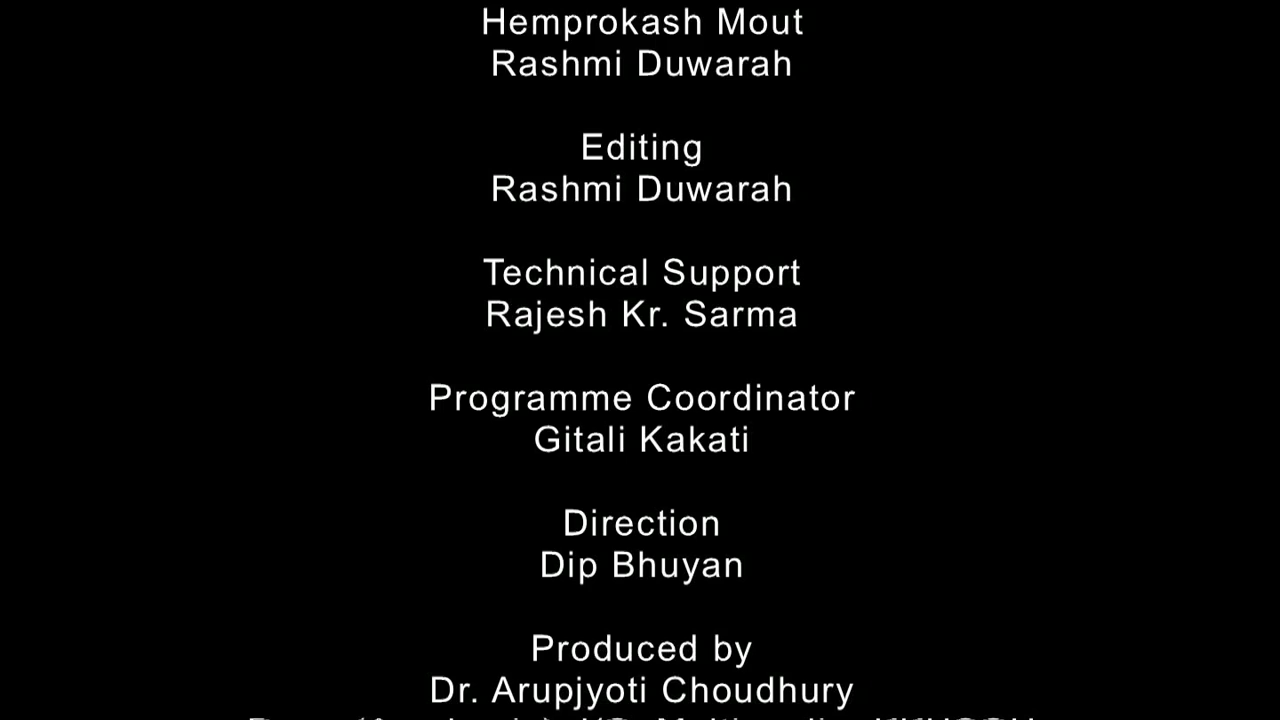 Hemprokash Mout
Rashmi Duwarah
Editing
Rashmi Duwarah
Technical Support
Rajesh Kr. Sarma
Programme Coordinator
Gitali Kakati
Direction
Dip Bhuyan
Produced by
Dr. Arupjyoti Choudhury